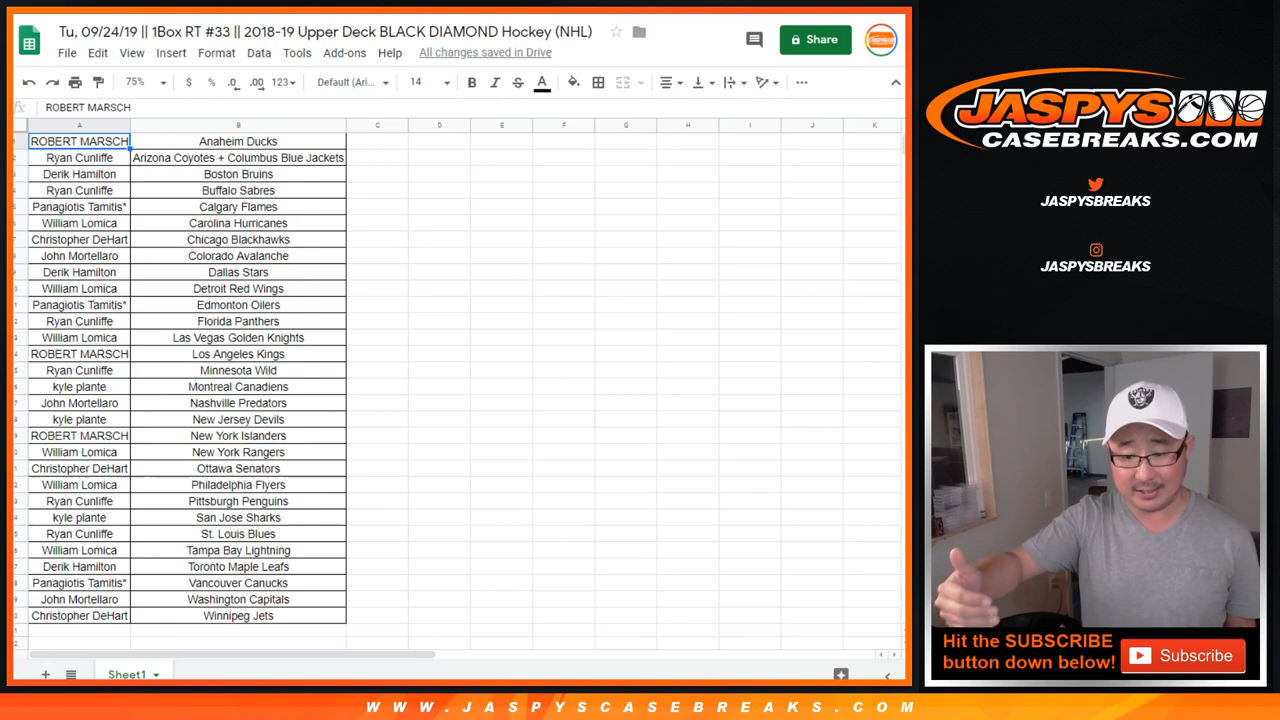 Tu, 09/24/19 || 1Box RT #33 || 2018-19 Upper Deck BLACK DIAMOND Hockey (NHL)
File Edit View Insert Format Data Tools Add-ons Help All changes saved in Drive
Share
75% $ % .0 .00 123 Default (Ari... 14 B I S A
fx ROBERT MARSCH
A B C D E F G H I J K
ROBERT MARSCH Anaheim Ducks
Ryan Cunliffe Arizona Coyotes + Columbus Blue Jackets
Derik Hamilton Boston Bruins
Ryan Cunliffe Buffalo Sabres
Panagiotis Tamitis* Calgary Flames
William Lomica Carolina Hurricanes
Christopher DeHart Chicago Blackhawks
John Mortellaro Colorado Avalanche
Derik Hamilton Dallas Stars
William Lomica Detroit Red Wings
Panagiotis Tamitis* Edmonton Oilers
Ryan Cunliffe Florida Panthers
William Lomica Las Vegas Golden Knights
ROBERT MARSCH Los Angeles Kings
Ryan Cunliffe Minnesota Wild
kyle plante Montreal Canadiens
John Mortellaro Nashville Predators
kyle plante New Jersey Devils
ROBERT MARSCH New York Islanders
William Lomica New York Rangers
Christopher DeHart Ottawa Senators
William Lomica Philadelphia Flyers
Ryan Cunliffe Pittsburgh Penguins
kyle plante San Jose Sharks
Ryan Cunliffe St. Louis Blues
William Lomica Tampa Bay Lightning
Derik Hamilton Toronto Maple Leafs
Panagiotis Tamitis* Vancouver Canucks
John Mortellaro Washington Capitals
Christopher DeHart Winnipeg Jets
Sheet1
JASPYS
CASEBREAKS.COM
JASPYSBREAKS
JASPYSBREAKS
Hit the SUBSCRIBE
button down below!
Subscribe
WWW.JASPYSCASEBREAKS.COM